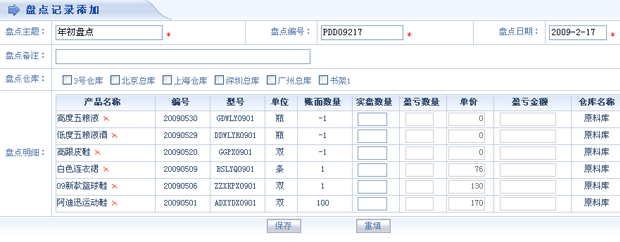 盘点记录添加
盘点主题： 年初盘点 * 盘点编号： PDD09217 * 盘点日期： 2009-2-17 *
盘点备注：
盘点仓库： 3号仓库 北京总库 上海仓库 深圳总库 广州总库 书架1
盘点明细：
产品名称 编号 型号 单位 账面数量 实盘数量 盈亏数量 单价 盈亏金额 仓库名称
高度五粮液 20090530 GDWLY0901 瓶 -1 0 原料库
低度五粮液酒 20090529 DDWLYB0901 瓶 -1 0 原料库
高跟皮鞋 20090520 GGPX0901 双 -1 0 原料库
白色连衣裙 20090509 BSLYQ0901 条 1 76 原料库
09新款篮球鞋 20090506 ZZXKPX0901 双 1 130 原料库
阿迪迅运动鞋 20090501 ADXYDX0901 双 100 170 原料库
保存 重填